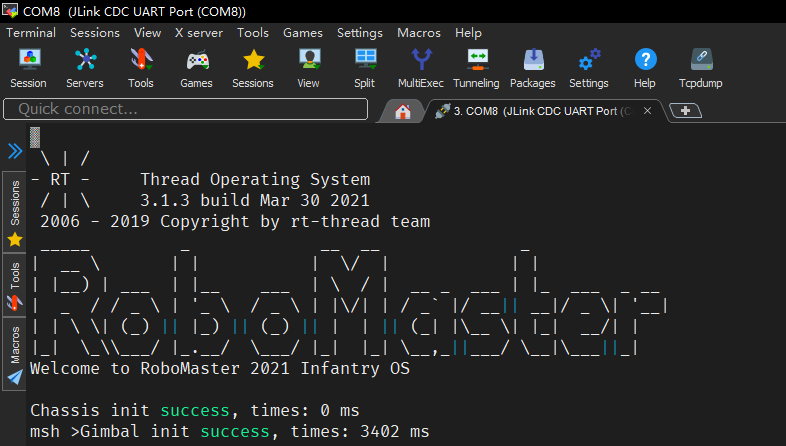 COM8 (JLink CDC UART Port (COM8))
Terminal Sessions View X server Tools Games Settings Macros Help
Session Servers Tools Games Sessions View Split MultiExec Tunneling Packages Settings Help Tcpdump
Quick connect...
3. COM8 (JLink CDC UART Port (C
Sessions
Tools
Macros
\ | /
- RT - Thread Operating System
/ | \ 3.1.3 build Mar 30 2021
2006 - 2019 Copyright by rt-thread team
RoboMaster
Welcome to RoboMaster 2021 Infantry OS
Chassis init success, times: 0 ms
msh >Gimbal init success, times: 3402 ms